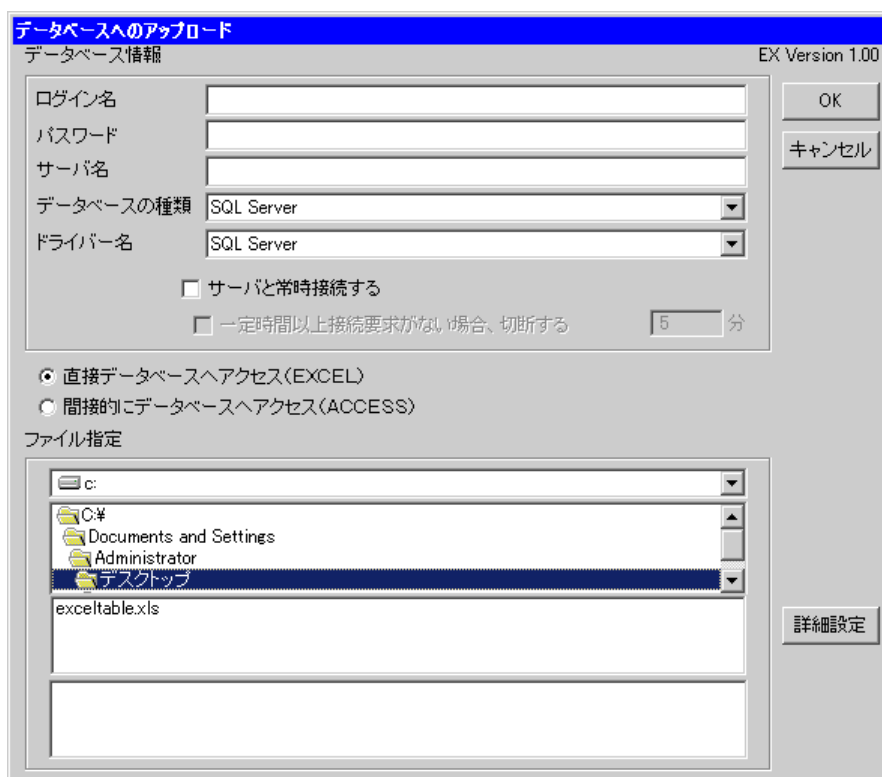 データベースへのアップロード
データベース情報
EX Version 1.00
ログイン名
OK
パスワード
キャンセル
サーバ名
データベースの種類 SQL Server
ドライバー名 SQL Server
サーバと常時接続する
一定時間以上接続要求がない場合、切断する 5 分
直接データベースへアクセス(EXCEL)
間接的にデータベースへアクセス(ACCESS)
ファイル指定
c:
C:¥
Documents and Settings
Administrator
デスクトップ
exceltable.xls
詳細設定